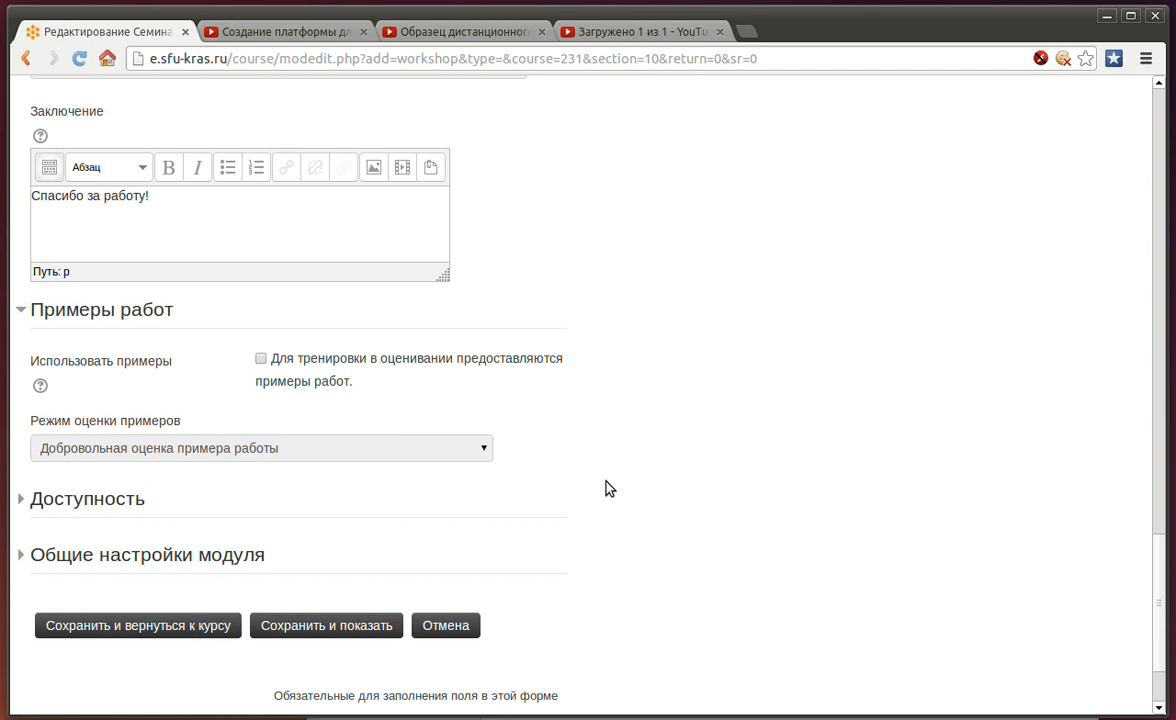 Редактирование Семина
Создание платформы дл
Образец дистанционног
Загружено 1 из 1 - YouTu
e.sfu-kras.ru/course/modedit.php?add=workshop&type=&course=231&section=10&return=0&sr=0
Заключение
Абзац
B I
Спасибо за работу!
Путь: p
Примеры работ
Использовать примеры
Для тренировки в оценивании предоставляются
примеры работ.
Режим оценки примеров
Добровольная оценка примера работы
Доступность
Общие настройки модуля
Сохранить и вернуться к курсу
Сохранить и показать
Отмена
Обязательные для заполнения поля в этой форме